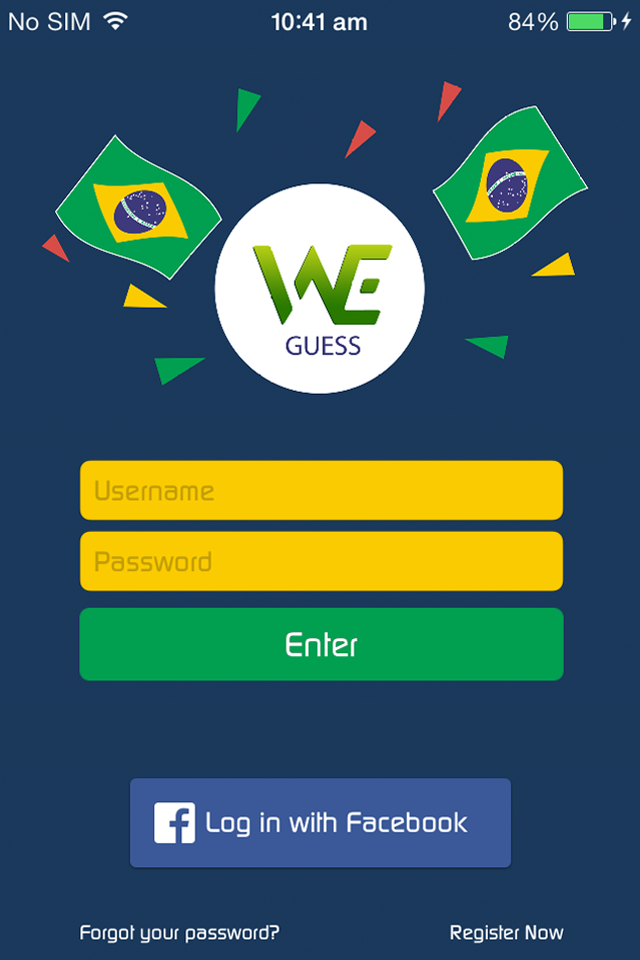 No SIM 10:41 am 84%
WE
GUESS
Username
Password
Enter
Log in with Facebook
Forgot your password? Register Now